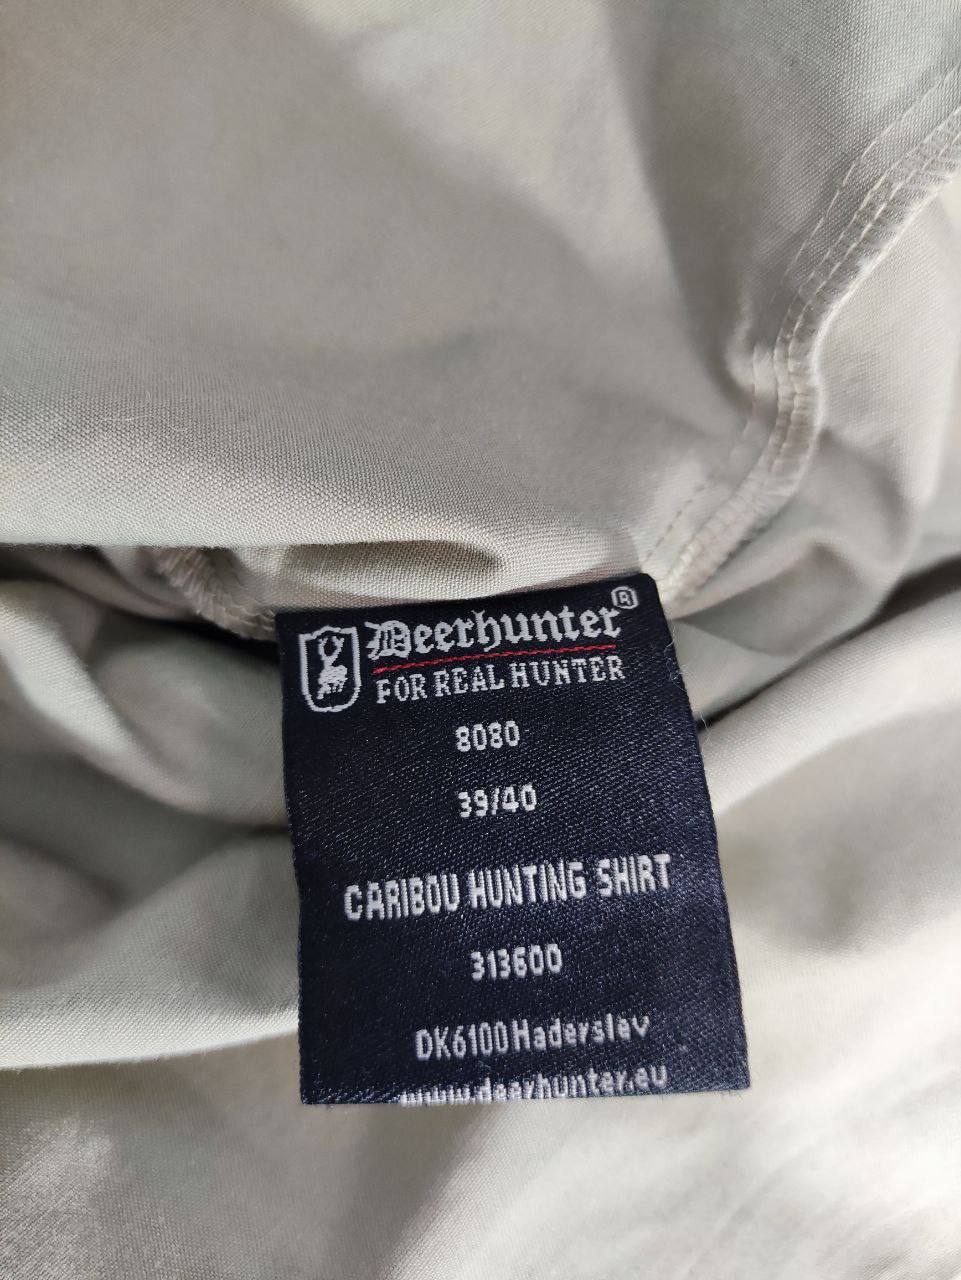 Deerhunter®
FOR REAL HUNTER
8080
39/40
CARIBOU HUNTING SHIRT
313600
DK6100 Haderslev
www.deerhunter.eu